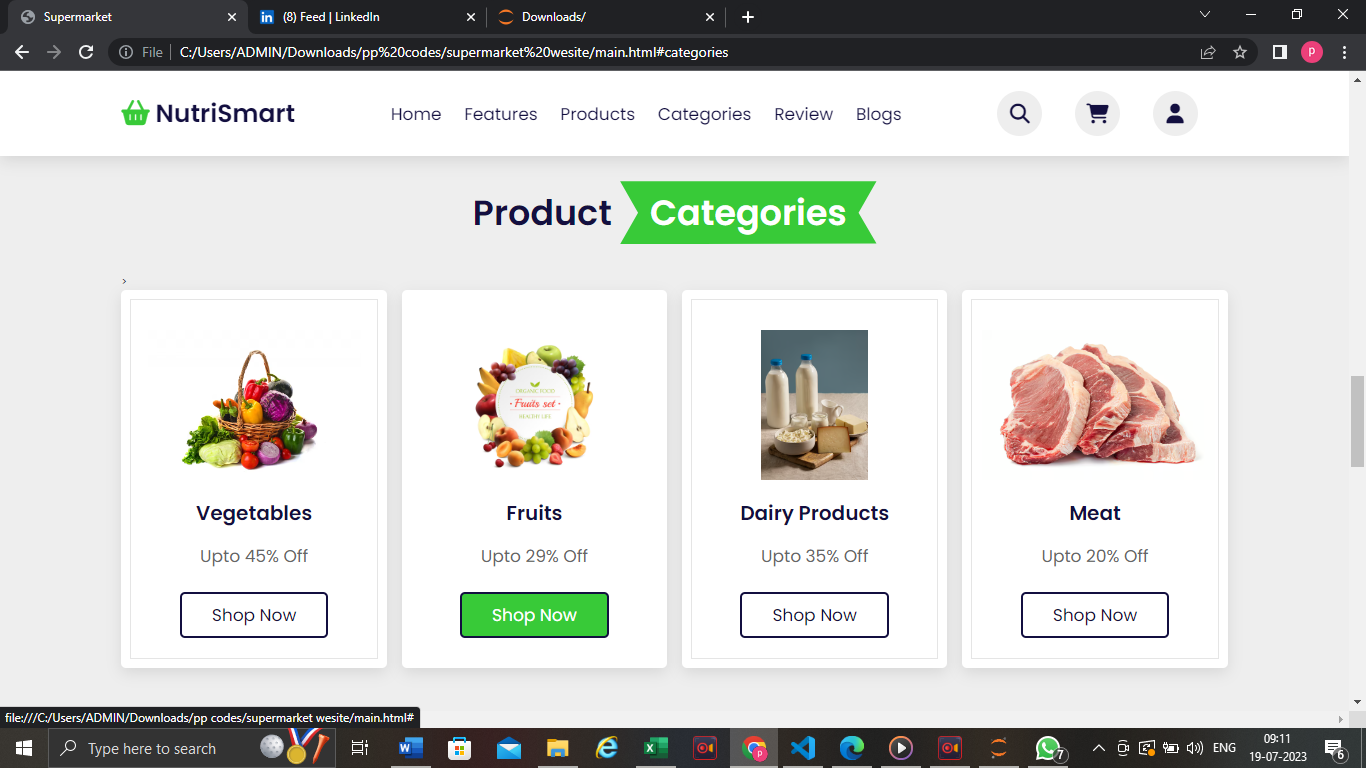 Supermarket
(8) Feed | LinkedIn
Downloads/
File
C:/Users/ADMIN/Downloads/pp%20codes/supermarket%20wesite/main.html#categories
p
NutriSmart
Home Features Products Categories Review Blogs
Product Categories
>
ORGANIC FOOD
Fruits set
HEALTHY LIFE
Vegetables
Upto 45% Off
Shop Now
Fruits
Upto 29% Off
Shop Now
Dairy Products
Upto 35% Off
Shop Now
Meat
Upto 20% Off
Shop Now
file:///C:/Users/ADMIN/Downloads/pp codes/supermarket wesite/main.html#
Type here to search
7
ENG
09:11
19-07-2023
6